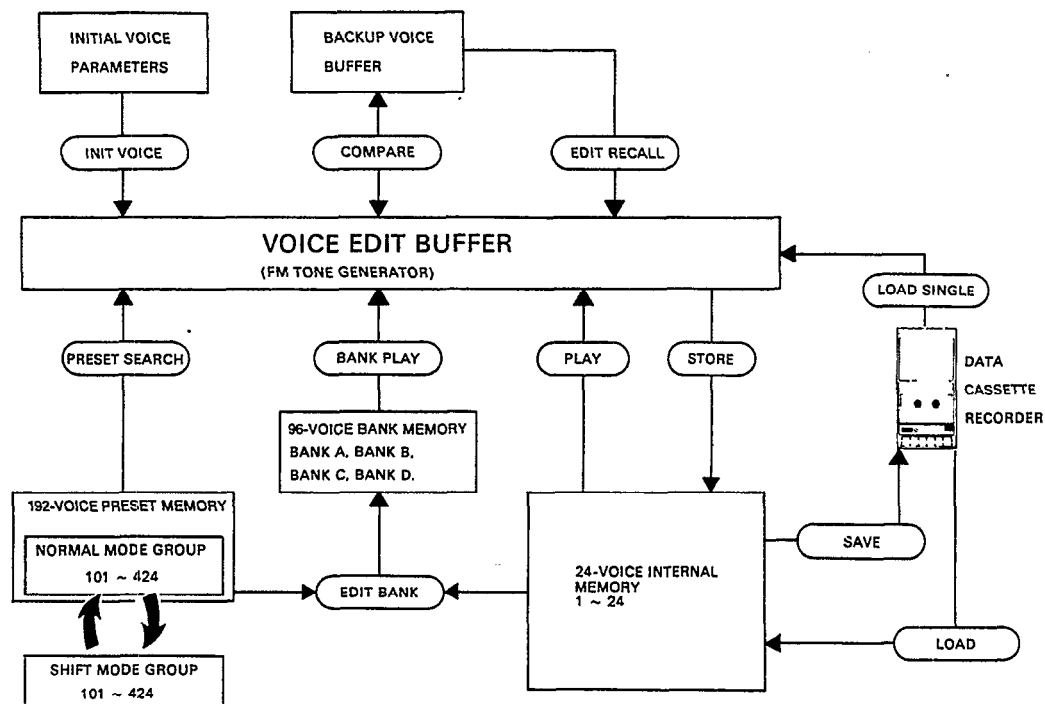 INITIAL VOICE
PARAMETERS
BACKUP VOICE
BUFFER
INIT VOICE
COMPARE
EDIT RECALL
VOICE EDIT BUFFER
(FM TONE GENERATOR)
LOAD SINGLE
PRESET SEARCH
BANK PLAY
PLAY
STORE
DATA
CASSETTE
RECORDER
96-VOICE BANK MEMORY
BANK A, BANK B,
BANK C, BANK D.
192-VOICE PRESET MEMORY
NORMAL MODE GROUP
101 ~ 424
EDIT BANK
24-VOICE INTERNAL
MEMORY
1 ~ 24
SAVE
LOAD
SHIFT MODE GROUP
101 ~ 424